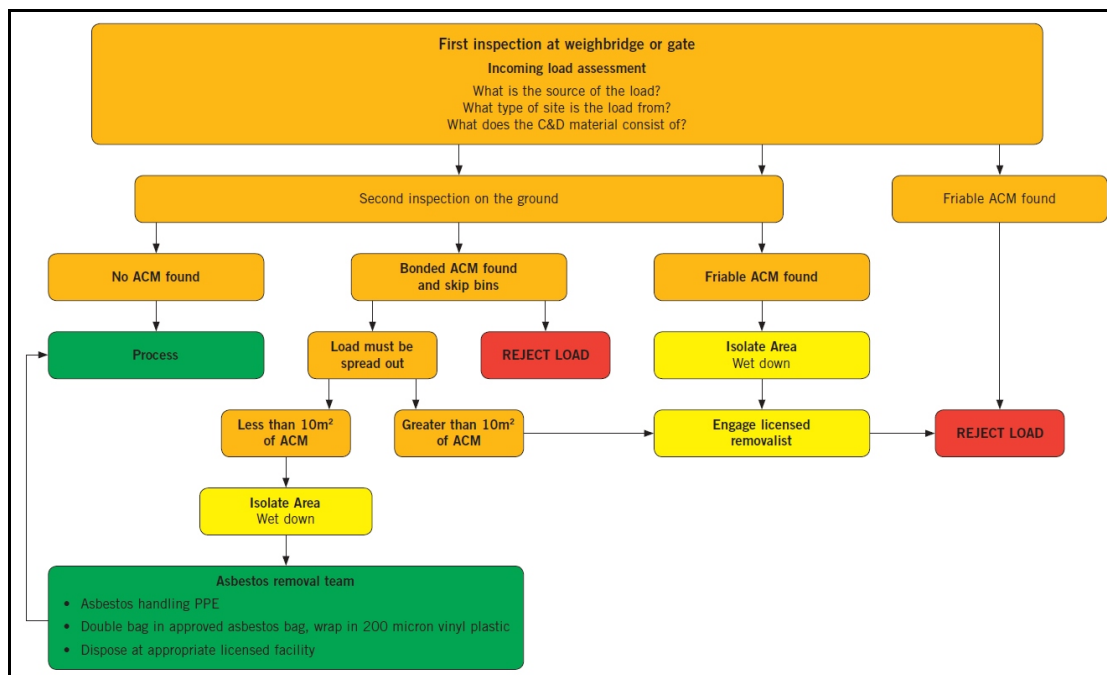 First inspection at weighbridge or gate
Incoming load assessment
What is the source of the load?
What type of site is the load from?
What does the C&D material consist of?
Second inspection on the ground
Friable ACM found
No ACM found
Bonded ACM found
and skip bins
Friable ACM found
Process
Load must be
spread out
REJECT LOAD
Isolate Area
Wet down
Less than 10m²
of ACM
Greater than 10m²
of ACM
Engage licensed
removalist
REJECT LOAD
Isolate Area
Wet down
Asbestos removal team
• Asbestos handling PPE
• Double bag in approved asbestos bag, wrap in 200 micron vinyl plastic
• Dispose at appropriate licensed facility